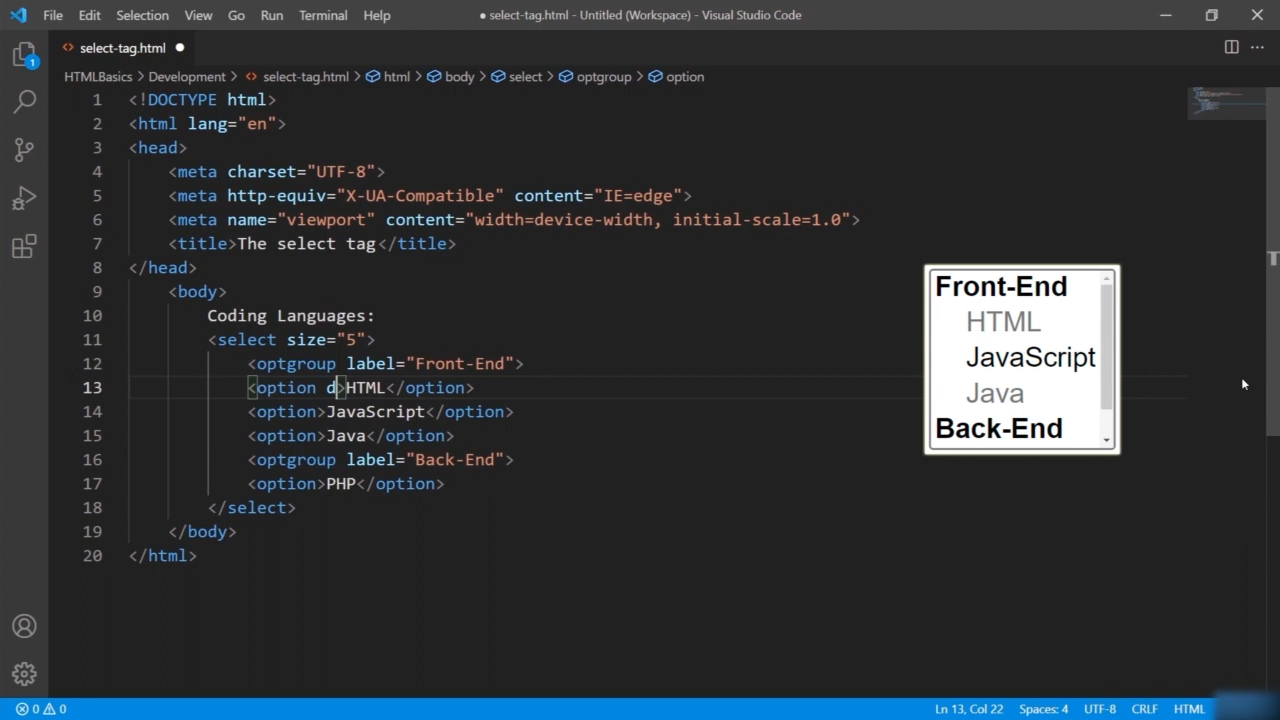 File Edit Selection View Go Run Terminal Help ● select-tag.html - Untitled (Workspace) - Visual Studio Code
<> select-tag.html ●
HTMLBasics > Development > <> select-tag.html > html > body > select > optgroup > option
1 <!DOCTYPE html>
2 <html lang="en">
3 <head>
4 <meta charset="UTF-8">
5 <meta http-equiv="X-UA-Compatible" content="IE=edge">
6 <meta name="viewport" content="width=device-width, initial-scale=1.0">
7 <title>The select tag</title>
8 </head>
9 <body>
10 Coding Languages:
11 <select size="5">
12 <optgroup label="Front-End">
13 <option d>HTML</option>
14 <option>JavaScript</option>
15 <option>Java</option>
16 <optgroup label="Back-End">
17 <option>PHP</option>
18 </select>
19 </body>
20 </html>
Front-End
HTML
JavaScript
Java
Back-End
1
T
0 0 Ln 13, Col 22 Spaces: 4 UTF-8 CRLF HTML